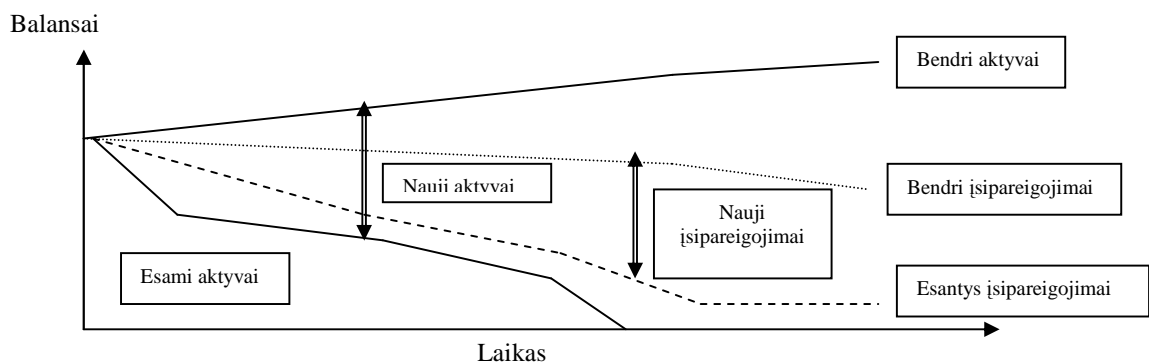 Balansai
Bendri aktyvai
Nauji aktyvai
Bendri įsipareigojimai
Nauji
įsipareigojimai
Esami aktyvai
Esantys įsipareigojimai
Laikas